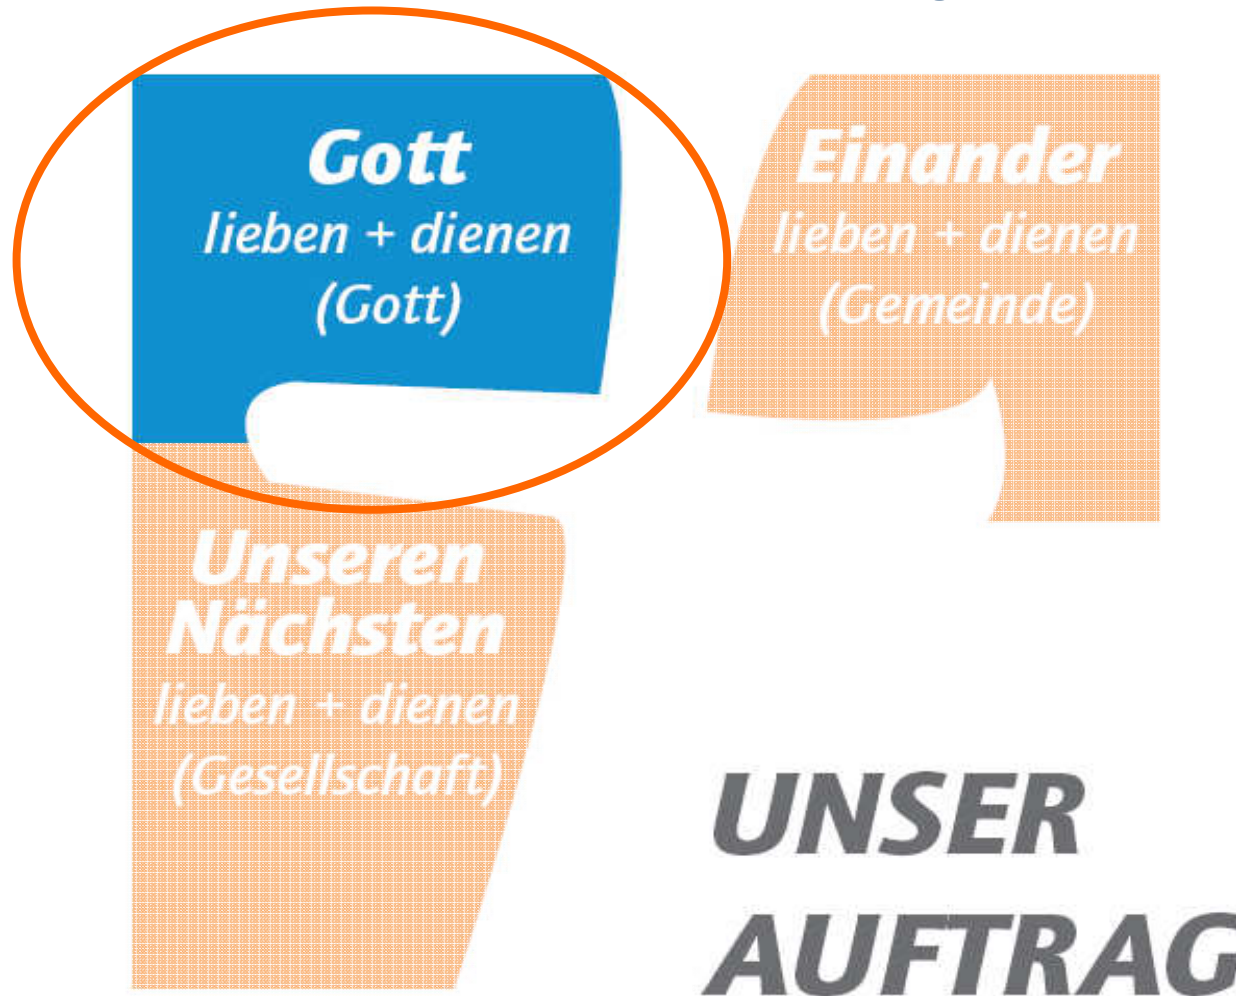 Gott
lieben + dienen
(Gott)
Einander
lieben + dienen
(Gemeinde)
Unseren
Nächsten
lieben + dienen
(Gesellschaft)
UNSER
AUFTRAG